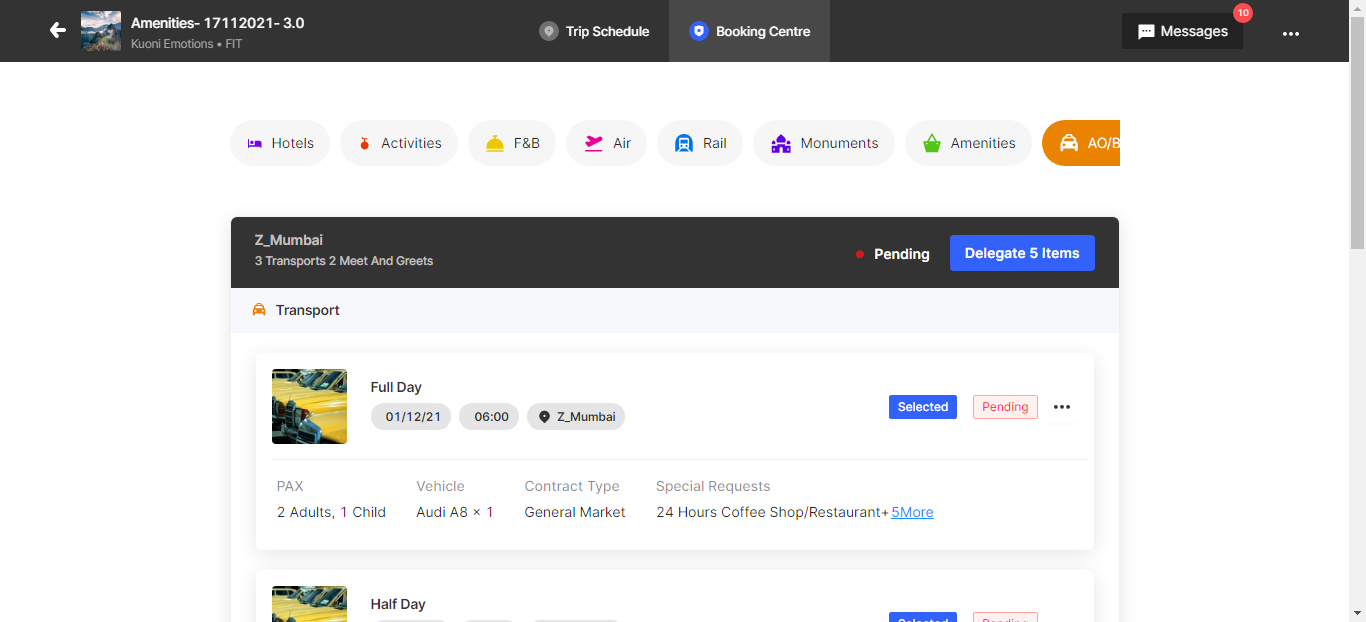 Amenities- 17112021- 3.0
Kuoni Emotions • FIT
Trip Schedule
Booking Centre
Messages
10
Hotels
Activities
F&B
Air
Rail
Monuments
Amenities
AO/B
Z_Mumbai
3 Transports 2 Meet And Greets
Pending
Delegate 5 Items
Transport
Full Day
01/12/21
06:00
Z_Mumbai
Selected
Pending
PAX
Vehicle
Contract Type
Special Requests
2 Adults, 1 Child
Audi A8 × 1
General Market
24 Hours Coffee Shop/Restaurant+5More
Half Day
Selected
Pending